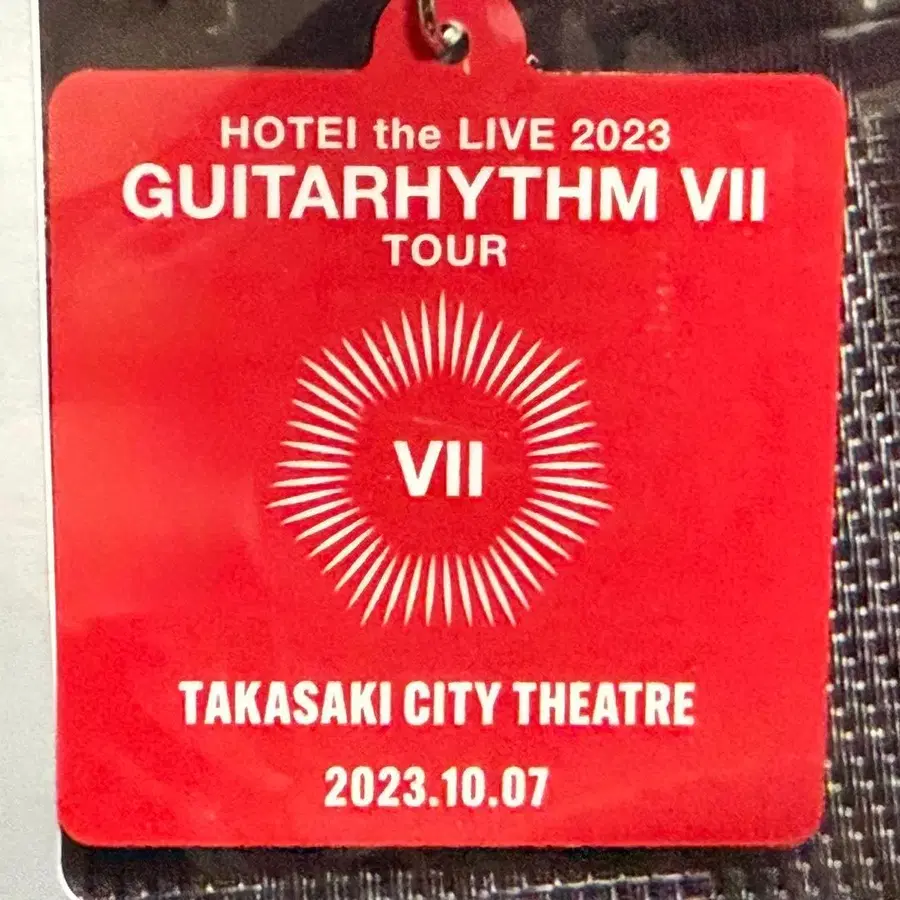 HOTEI the LIVE 2023
GUITARHYTHM VII
TOUR
VII
TAKASAKI CITY THEATRE
2023.10.07